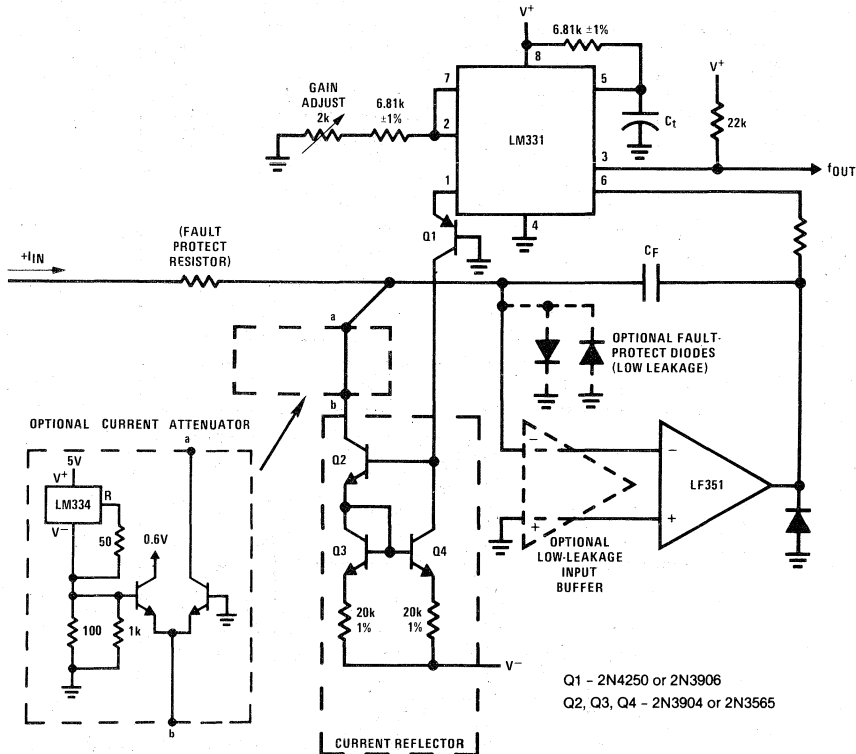 V+
6.81k ±1%
8
7
5
V+
GAIN
ADJUST
2k
6.81k
±1%
2
LM331
Ct
22k
3
fOUT
1
6
4
Q1
(FAULT
PROTECT
RESISTOR)
+IIN
CF
a
OPTIONAL FAULT-
PROTECT DIODES
(LOW LEAKAGE)
b
OPTIONAL CURRENT ATTENUATOR
a
5V
V+
LM334
R
V−
50
0.6V
100
1k
b
Q2
Q3
Q4
20k
1%
20k
1%
V−
CURRENT REFLECTOR
−
+
OPTIONAL
LOW-LEAKAGE
INPUT
BUFFER
−
LF351
+
Q1 – 2N4250 or 2N3906
Q2, Q3, Q4 – 2N3904 or 2N3565